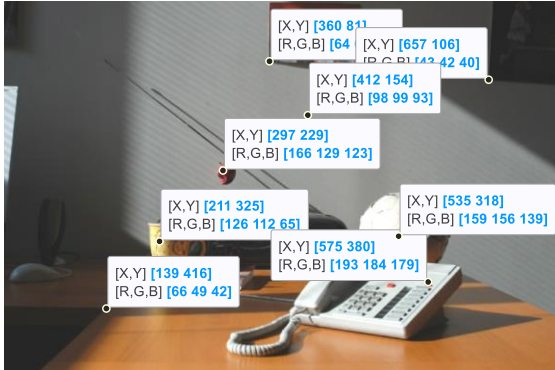 [X,Y] [360 81]
[R,G,B] [64
[X,Y] [657 106]
[R,G,B] [43 42 40]
[X,Y] [412 154]
[R,G,B] [98 99 93]
[X,Y] [297 229]
[R,G,B] [166 129 123]
[X,Y] [211 325]
[R,G,B] [126 112 65]
[X,Y] [535 318]
[R,G,B] [159 156 139]
[X,Y] [575 380]
[R,G,B] [193 184 179]
[X,Y] [139 416]
[R,G,B] [66 49 42]